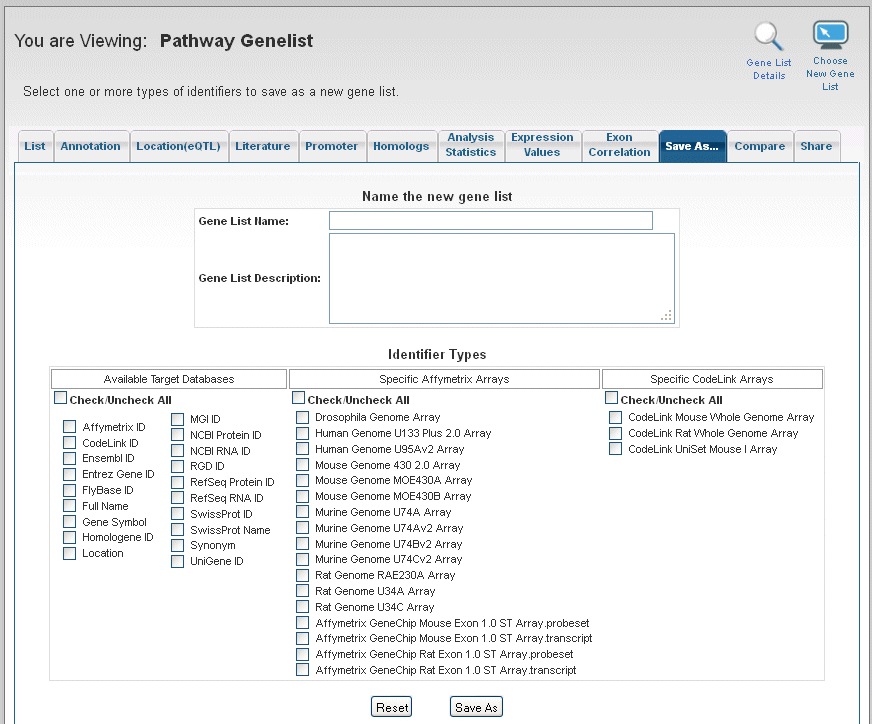 You are Viewing: Pathway Genelist
Gene List
Details
Choose
New Gene
List
Select one or more types of identifiers to save as a new gene list.
List Annotation Location(eQTL) Literature Promoter Homologs Analysis Statistics Expression Values Exon Correlation Save As... Compare Share
Name the new gene list
Gene List Name:
Gene List Description:
Identifier Types
Available Target Databases
Check/Uncheck All
Affymetrix ID
CodeLink ID
Ensembl ID
Entrez Gene ID
FlyBase ID
Full Name
Gene Symbol
Homologene ID
Location
MGI ID
NCBI Protein ID
NCBI RNA ID
RGD ID
RefSeq Protein ID
RefSeq RNA ID
SwissProt ID
SwissProt Name
Synonym
UniGene ID
Specific Affymetrix Arrays
Check/Uncheck All
Drosophila Genome Array
Human Genome U133 Plus 2.0 Array
Human Genome U95Av2 Array
Mouse Genome 430 2.0 Array
Mouse Genome MOE430A Array
Mouse Genome MOE430B Array
Murine Genome U74A Array
Murine Genome U74Av2 Array
Murine Genome U74Bv2 Array
Murine Genome U74Cv2 Array
Rat Genome RAE230A Array
Rat Genome U34A Array
Rat Genome U34C Array
Affymetrix GeneChip Mouse Exon 1.0 ST Array.probeset
Affymetrix GeneChip Mouse Exon 1.0 ST Array.transcript
Affymetrix GeneChip Rat Exon 1.0 ST Array.probeset
Affymetrix GeneChip Rat Exon 1.0 ST Array.transcript
Specific CodeLink Arrays
Check/Uncheck All
CodeLink Mouse Whole Genome Array
CodeLink Rat Whole Genome Array
CodeLink UniSet Mouse I Array
Reset Save As